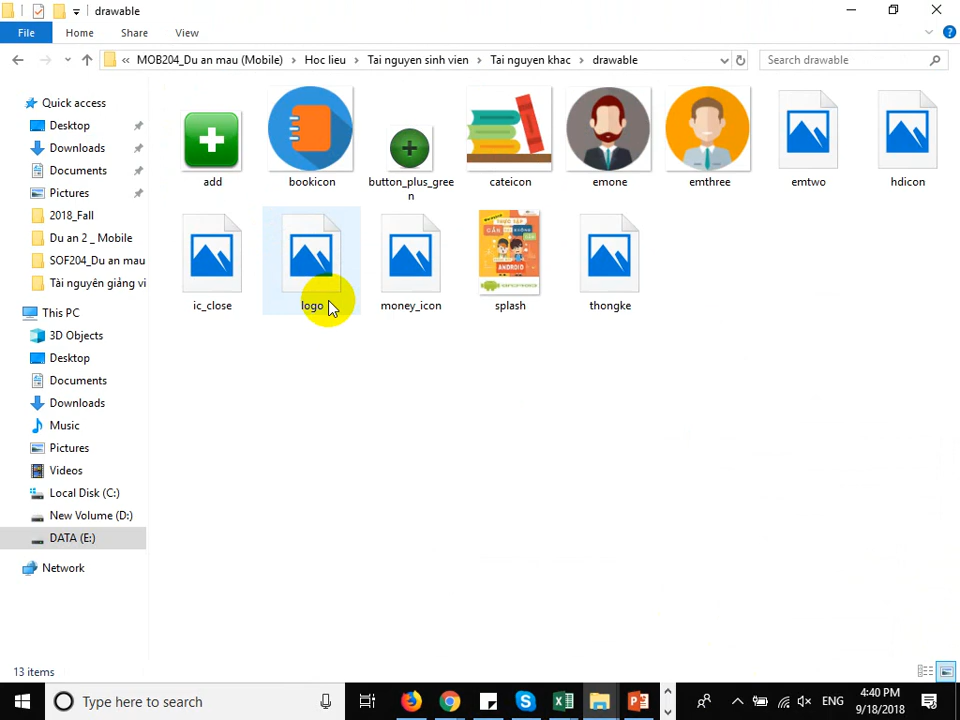 drawable
File Home Share View
« MOB204_Du an mau (Mobile) Hoc lieu Tai nguyen sinh vien Tai nguyen khac drawable Search drawable
Quick access
Desktop
Downloads
Documents
Pictures
2018_Fall
Du an 2 _ Mobile
SOF204_Du an mau
Tài nguyên giảng vi
This PC
3D Objects
Desktop
Documents
Downloads
Music
Pictures
Videos
Local Disk (C:)
New Volume (D:)
DATA (E:)
Network
add bookicon button_plus_gree
n cateicon emone emthree emtwo hdicon
ic_close logo money_icon splash thongke
THỰC TẬP
ANDROID
13 items
Type here to search ENG 4:40 PM
9/18/2018